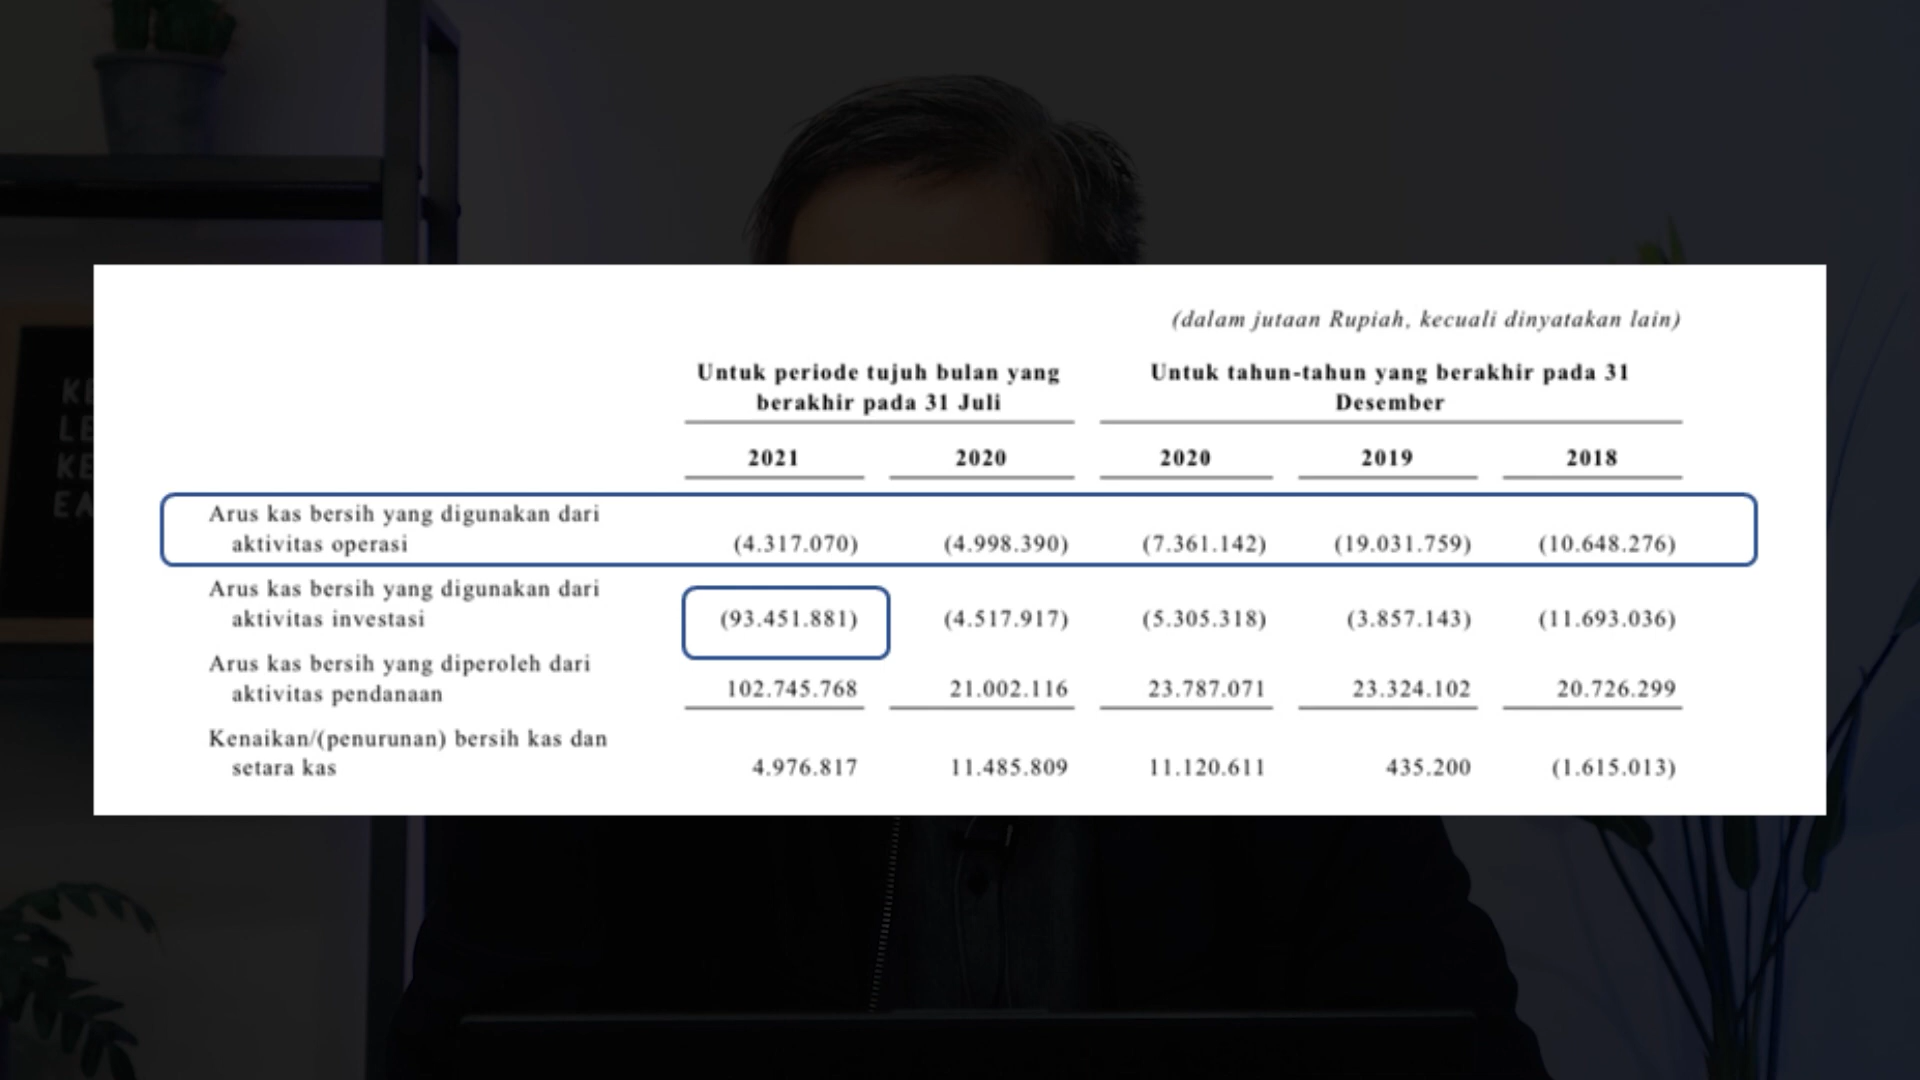 (dalam jutaan Rupiah, kecuali dinyatakan lain)
Untuk periode tujuh bulan yang
berakhir pada 31 Juli
Untuk tahun-tahun yang berakhir pada 31
Desember
2021 2020 2020 2019 2018
Arus kas bersih yang digunakan dari
aktivitas operasi (4.317.070) (4.998.390) (7.361.142) (19.031.759) (10.648.276)
Arus kas bersih yang digunakan dari
aktivitas investasi (93.451.881) (4.517.917) (5.305.318) (3.857.143) (11.693.036)
Arus kas bersih yang diperoleh dari
aktivitas pendanaan 102.745.768 21.002.116 23.787.071 23.324.102 20.726.299
Kenaikan/(penurunan) bersih kas dan
setara kas 4.976.817 11.485.809 11.120.611 435.200 (1.615.013)